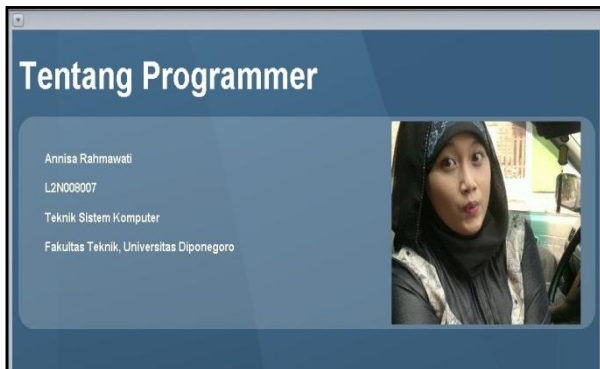 Tentang Programmer
Annisa Rahmawati
L2N008007
Teknik Sistem Komputer
Fakultas Teknik, Universitas Diponegoro